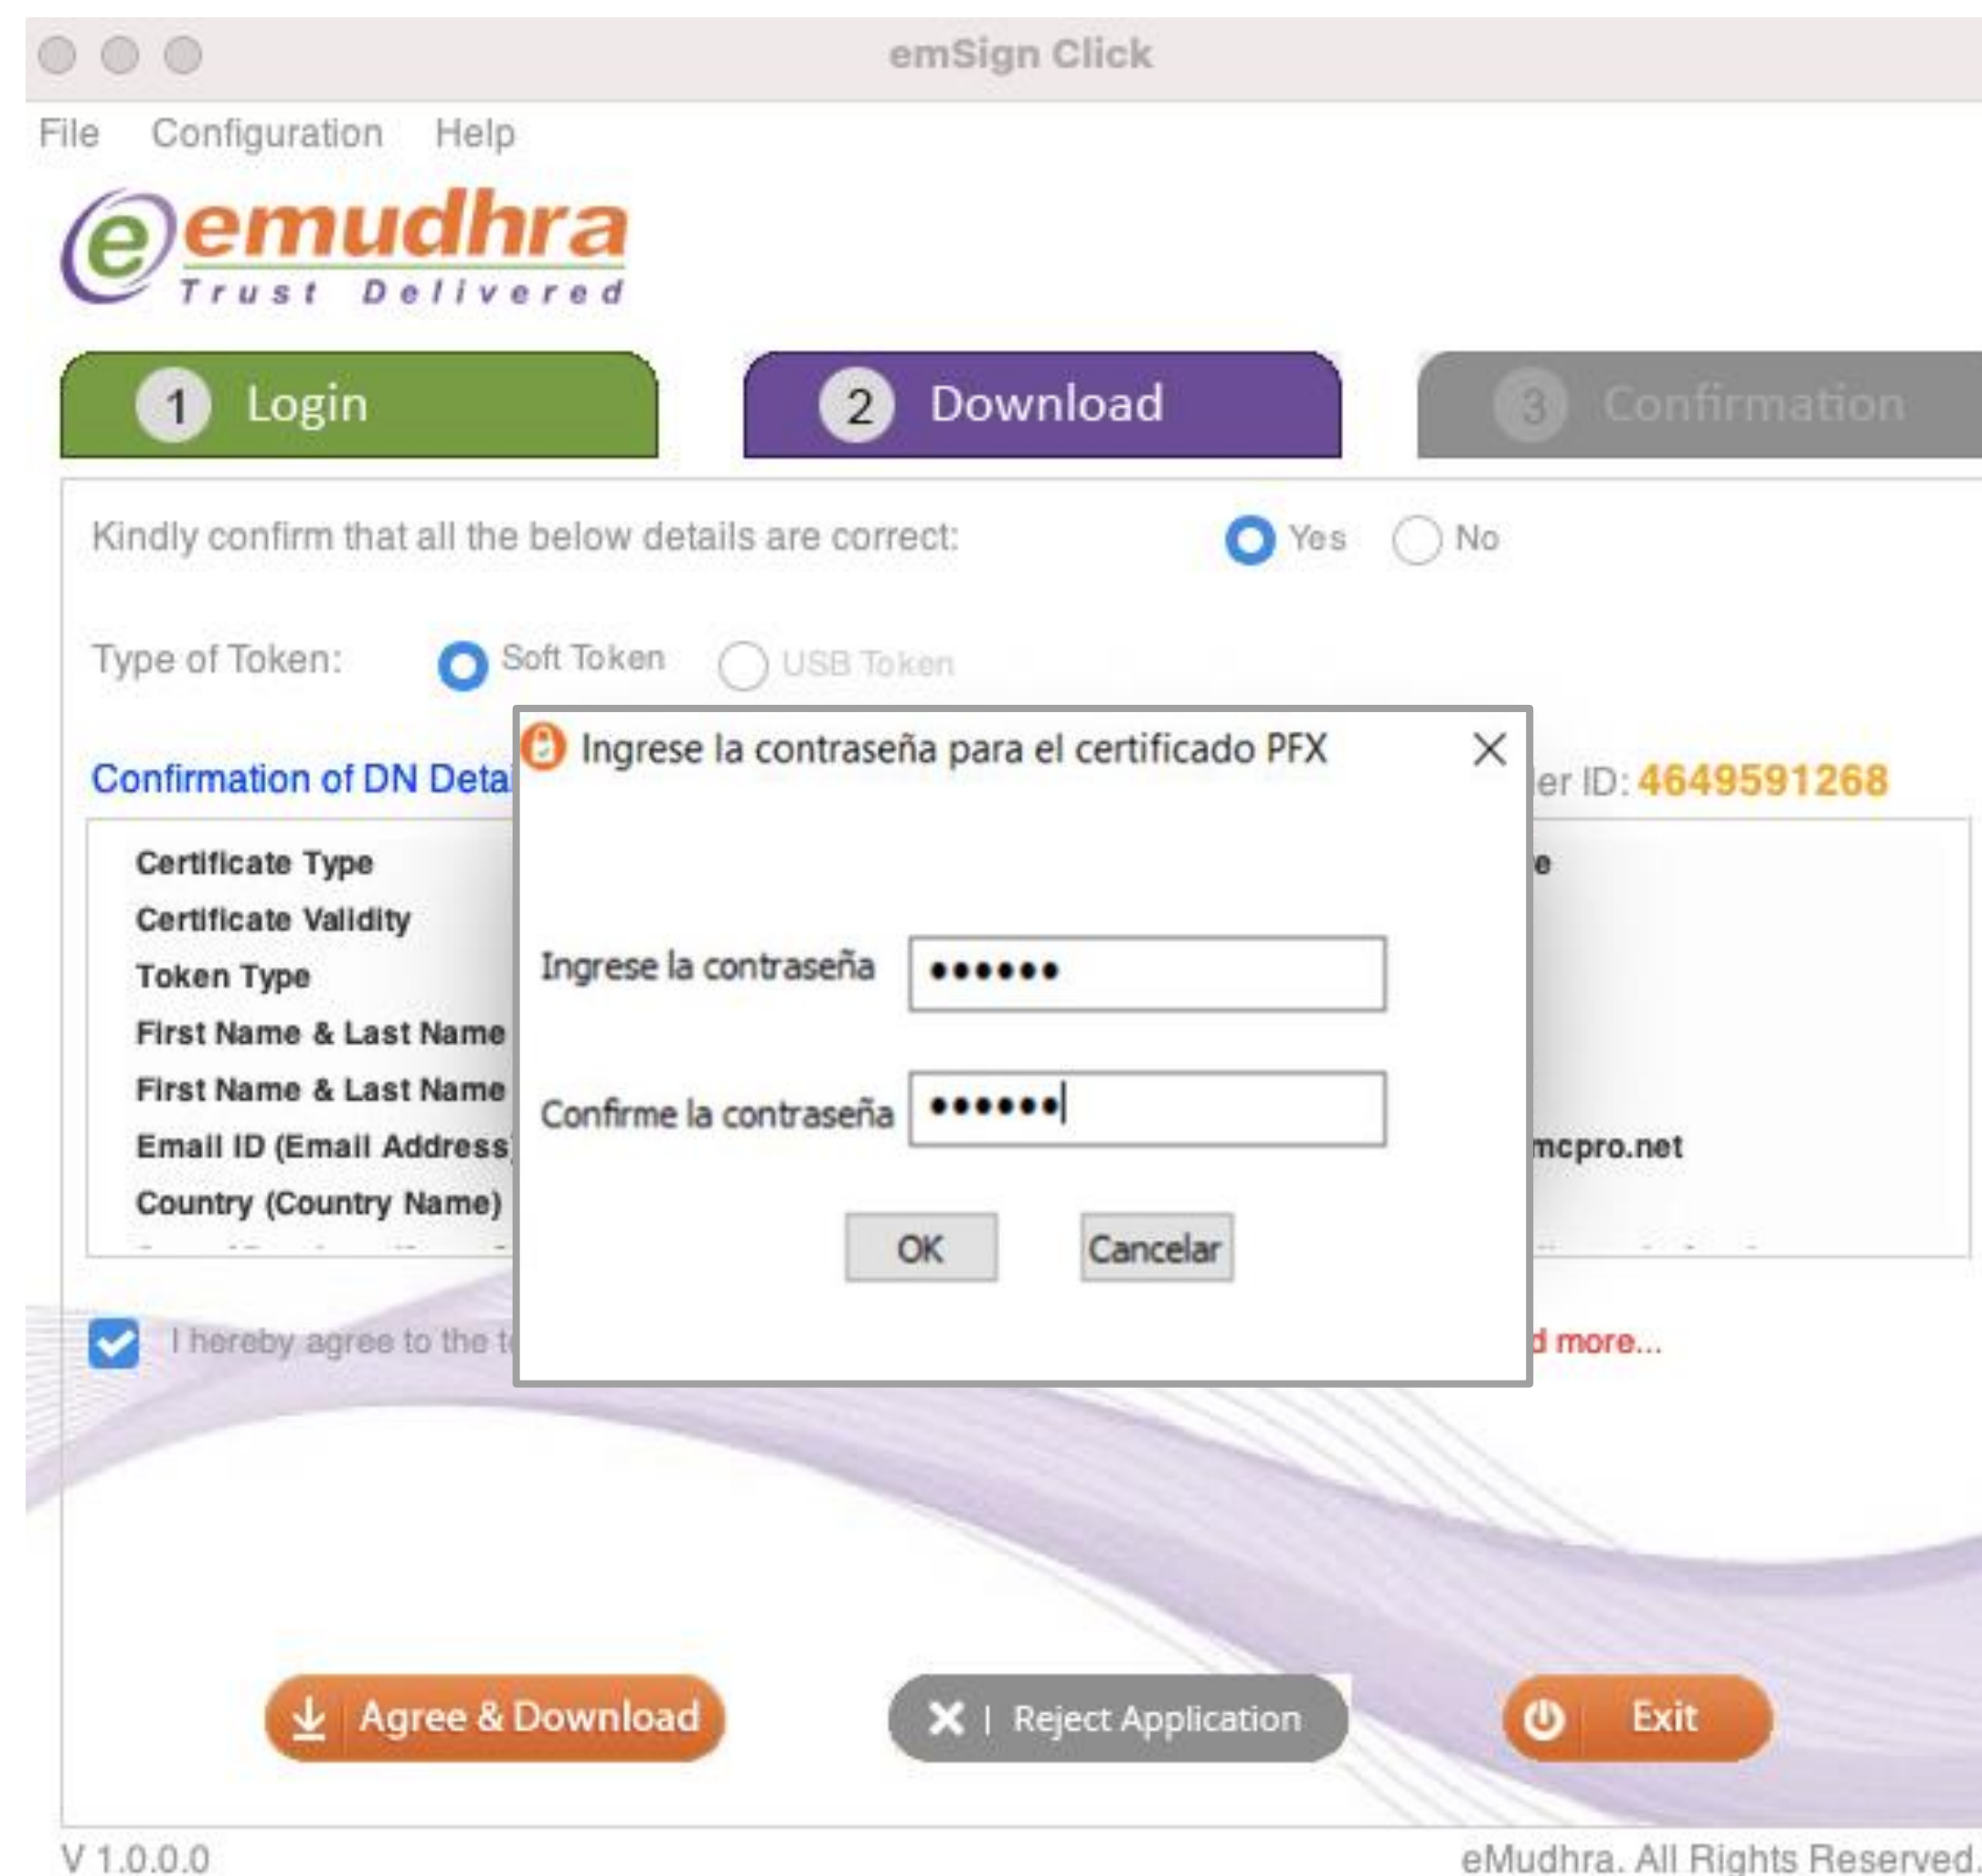 emSign Click
File Configuration Help
e emudhra
Trust Delivered
1 Login 2 Download 3 Confirmation
Kindly confirm that all the below details are correct: Yes No
Type of Token: Soft Token USB Token
Ingrese la contraseña para el certificado PFX
Confirmation of DN Detai
er ID: 4649591268
Certificate Type e
Certificate Validity
Token Type
Ingrese la contraseña ••••••
First Name & Last Name
First Name & Last Name
Confirme la contraseña ••••••
Email ID (Email Address) mcpro.net
Country (Country Name)
OK Cancelar
I hereby agree to the d more...
Agree & Download Reject Application Exit
V 1.0.0.0 eMudhra. All Rights Reserved.